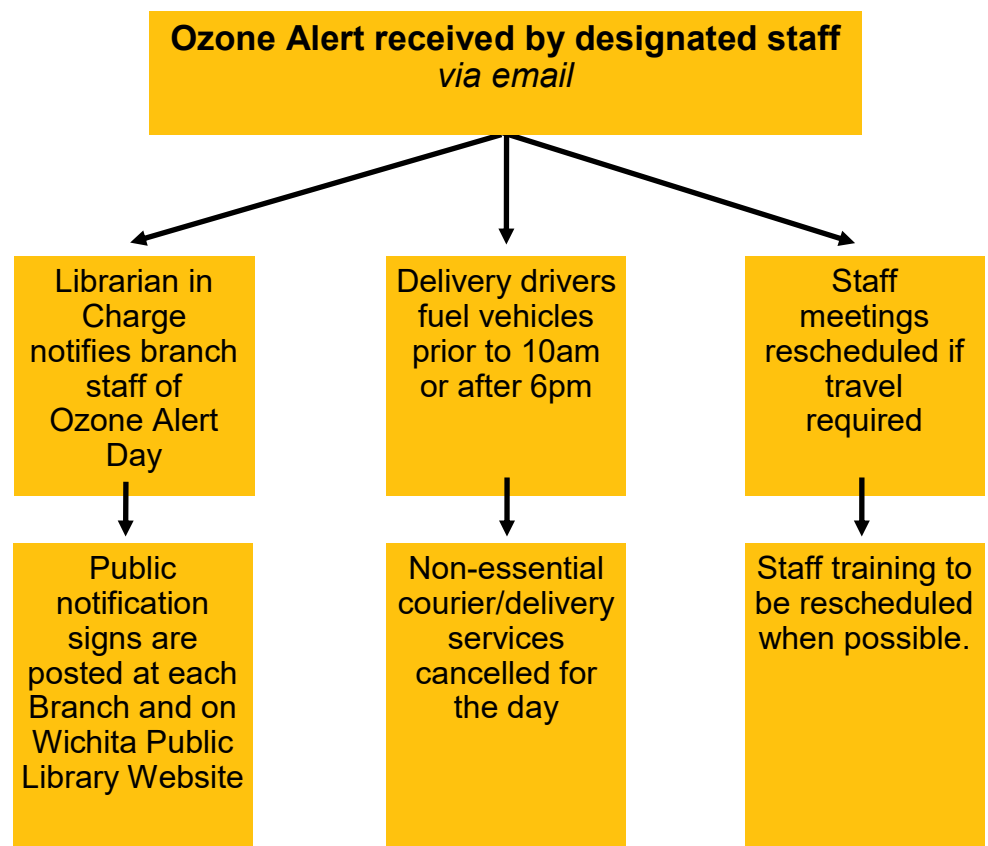 Ozone Alert received by designated staff
via email
Librarian in
Charge
notifies branch
staff of
Ozone Alert
Day
Delivery drivers
fuel vehicles
prior to 10am
or after 6pm
Staff
meetings
rescheduled if
travel
required
Public
notification
signs are
posted at each
Branch and on
Wichita Public
Library Website
Non-essential
courier/delivery
services
cancelled for
the day
Staff training to
be rescheduled
when possible.